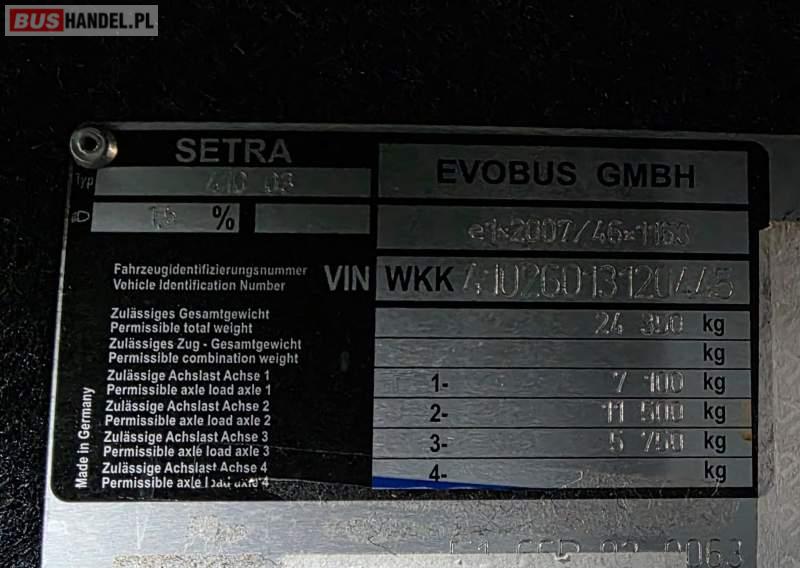 BUSHANDEL.PL
SETRA
EVOBUS GMBH
Typ
1,5 %
e1*2007/46*1163
Fahrzeugidentifizierungsnummer
Vehicle Identification Number
VIN WKK41026013120445
Zulässiges Gesamtgewicht
Permissible total weight
24 350 kg
Zulässiges Zug - Gesamtgewicht
Permissible combination weight
kg
Zulässige Achslast Achse 1
Permissible axle load axle 1
1- 7 100 kg
Zulässige Achslast Achse 2
Permissible axle load axle 2
2- 11 500 kg
Zulässige Achslast Achse 3
Permissible axle load axle 3
3- 5 750 kg
Zulässige Achslast Achse 4
Permissible axle load axle 4
4- kg
Made in Germany